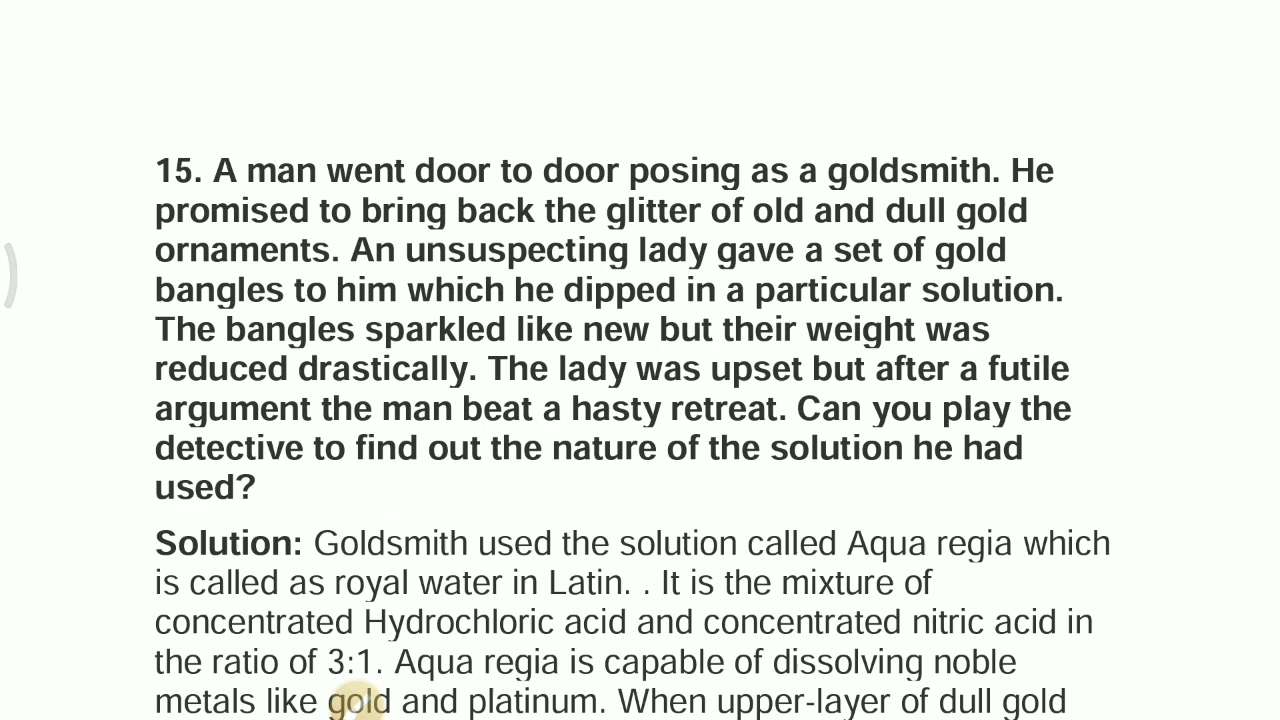 15. A man went door to door posing as a goldsmith. He
promised to bring back the glitter of old and dull gold
ornaments. An unsuspecting lady gave a set of gold
bangles to him which he dipped in a particular solution.
The bangles sparkled like new but their weight was
reduced drastically. The lady was upset but after a futile
argument the man beat a hasty retreat. Can you play the
detective to find out the nature of the solution he had
used?
Solution: Goldsmith used the solution called Aqua regia which
is called as royal water in Latin. . It is the mixture of
concentrated Hydrochloric acid and concentrated nitric acid in
the ratio of 3:1. Aqua regia is capable of dissolving noble
metals like gold and platinum. When upper-layer of dull gold